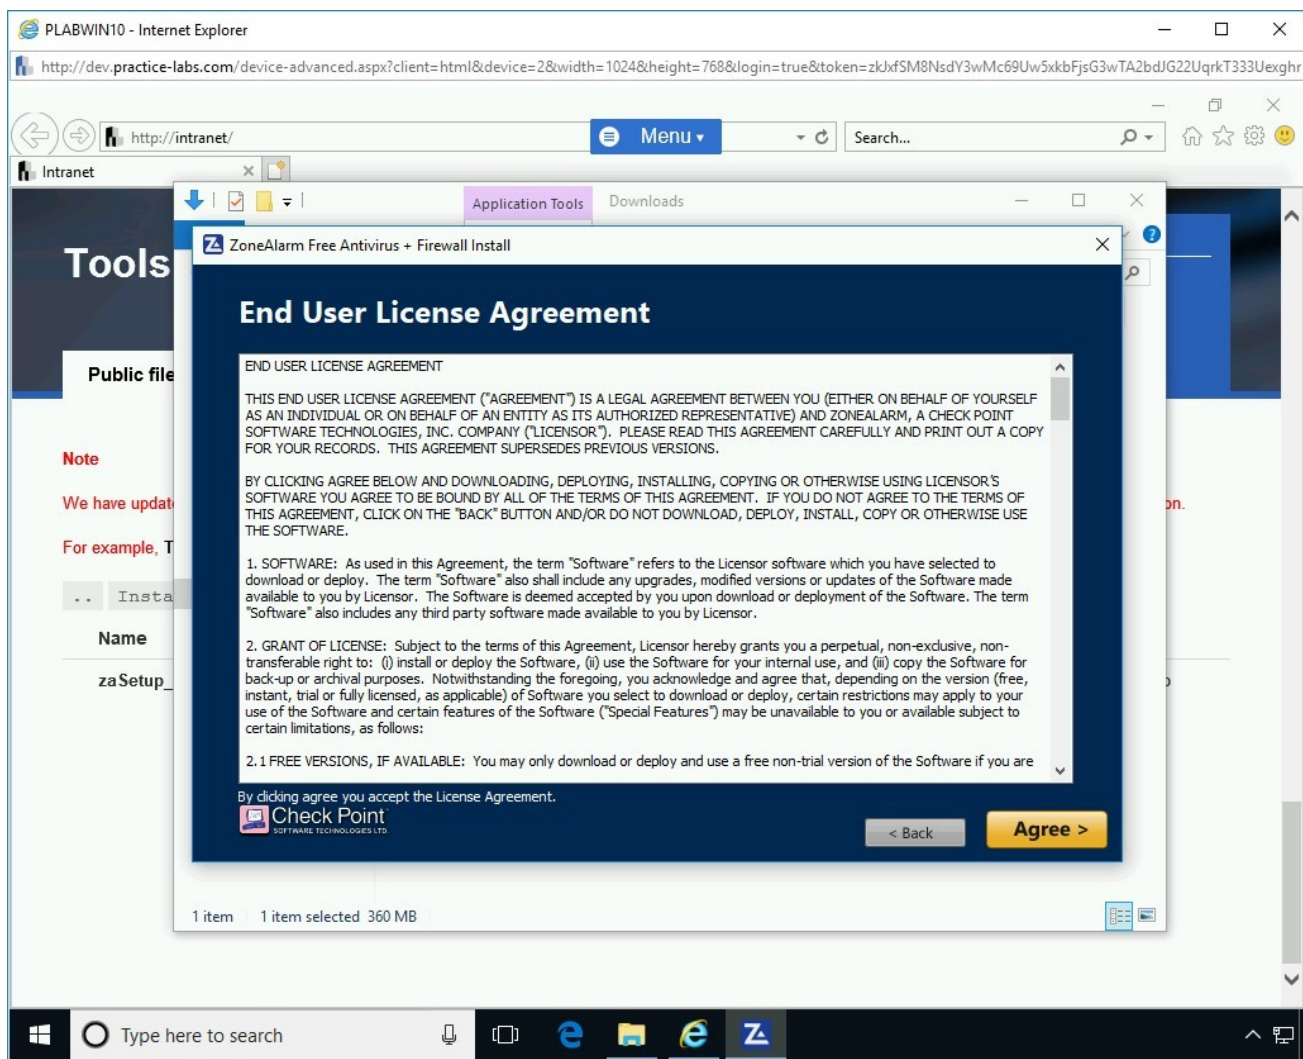 PLABWIN10 - Internet Explorer
http://dev.practice-labs.com/device-advanced.aspx?client=html&device=2&width=1024&height=768&login=true&token=
http://intranet/
Menu
Search...
Intranet
Application Tools
Downloads
Tools
ZoneAlarm Free Antivirus + Firewall Install
End User License Agreement
Public file
END USER LICENSE AGREEMENT
THIS END USER LICENSE AGREEMENT ("AGREEMENT") IS A LEGAL AGREEMENT BETWEEN YOU (EITHER ON BEHALF OF YOURSELF
AS AN INDIVIDUAL OR ON BEHALF OF AN ENTITY AS ITS AUTHORIZED REPRESENTATIVE) AND ZONEALARM, A CHECK POINT
SOFTWARE TECHNOLOGIES, INC. COMPANY ("LICENSOR").  PLEASE READ THIS AGREEMENT CAREFULLY AND PRINT OUT A COPY
FOR YOUR RECORDS.  THIS AGREEMENT SUPERSEDES PREVIOUS VERSIONS.
BY CLICKING AGREE BELOW AND DOWNLOADING, DEPLOYING, INSTALLING, COPYING OR OTHERWISE USING LICENSOR'S
SOFTWARE YOU AGREE TO BE BOUND BY ALL OF THE TERMS OF THIS AGREEMENT.  IF YOU DO NOT AGREE TO THE TERMS OF
THIS AGREEMENT, CLICK ON THE "BACK" BUTTON AND/OR DO NOT DOWNLOAD, DEPLOY, INSTALL, COPY OR OTHERWISE USE
THE SOFTWARE.
1. SOFTWARE:  As used in this Agreement, the term "Software" refers to the Licensor software which you have selected to
download or deploy.  The term "Software" also shall include any upgrades, modified versions or updates of the Software made
available to you by Licensor.  The Software is deemed accepted by you upon download or deployment of the Software. The term
"Software" also includes any third party software made available to you by Licensor.
2. GRANT OF LICENSE:  Subject to the terms of this Agreement, Licensor hereby grants you a perpetual, non-exclusive, non-
transferable right to:  (i) install or deploy the Software, (ii) use the Software for your internal use, and (iii) copy the Software for
back-up or archival purposes.  Notwithstanding the foregoing, you acknowledge and agree that, depending on the version (free,
instant, trial or fully licensed, as applicable) of Software you select to download or deploy, certain restrictions may apply to your
use of the Software and certain features of the Software ("Special Features") may be unavailable to you or available subject to
certain limitations, as follows:
2.1 FREE VERSIONS, IF AVAILABLE:  You may only download or deploy and use a free non-trial version of the Software if you are
Note
We have updat
on.
For example, T
.. Insta
Name
zaSetup_
By clicking agree you accept the License Agreement.
Check Point
SOFTWARE TECHNOLOGIES LTD.
< Back
Agree >
1 item
1 item selected 360 MB
Type here to search